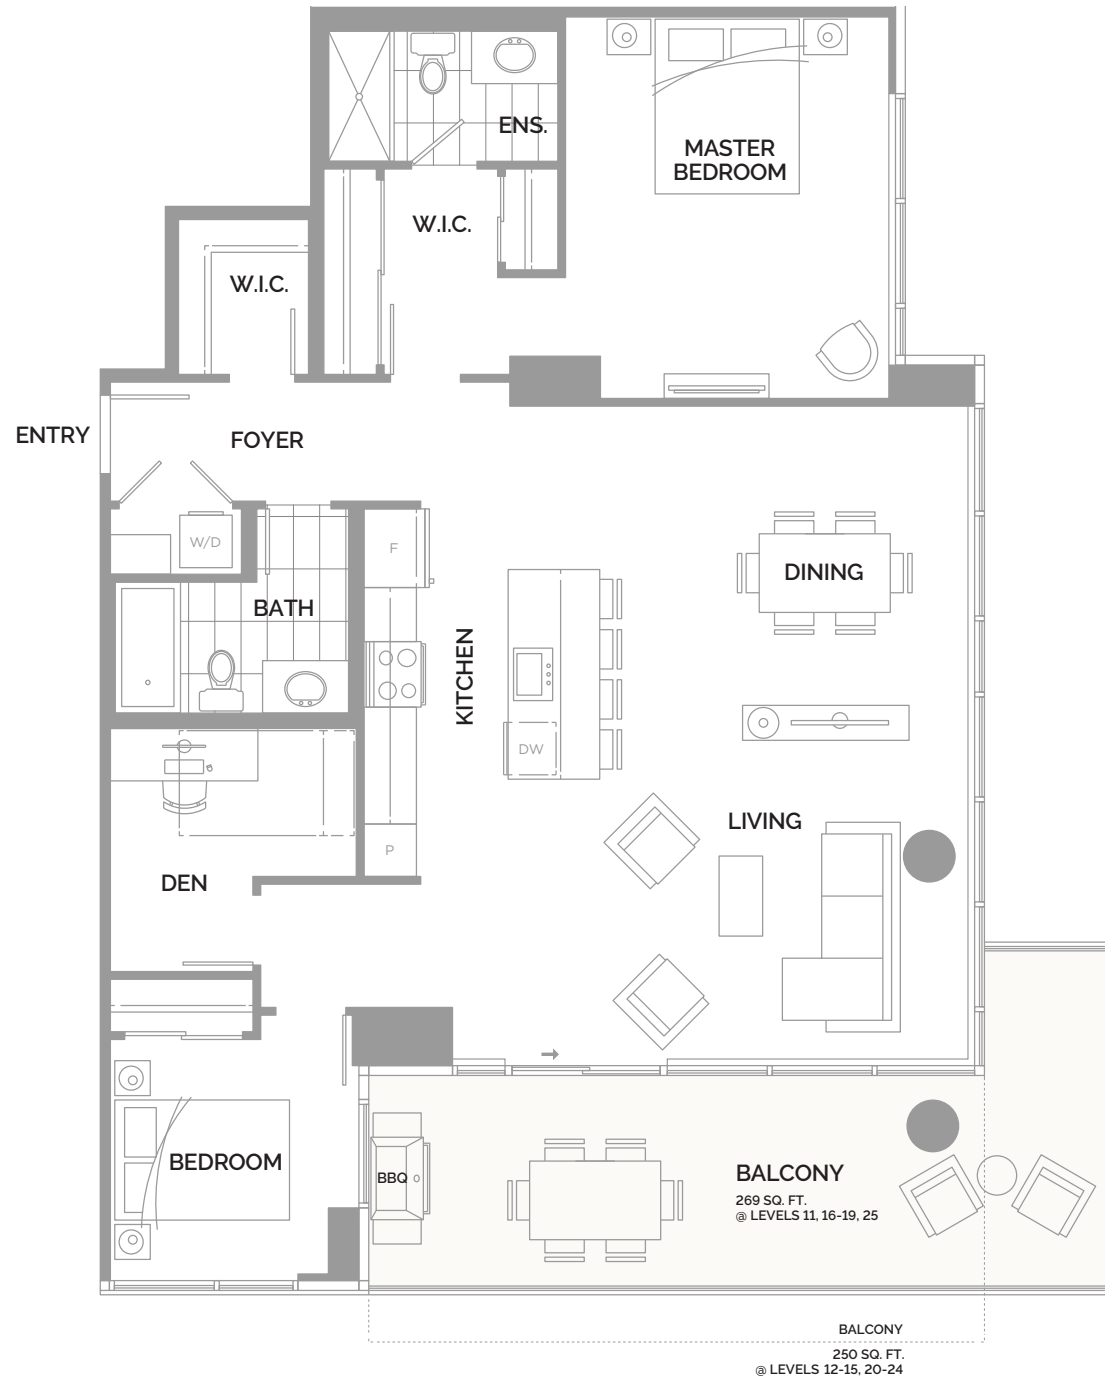 ENS.
MASTER
BEDROOM
W.I.C.
W.I.C.
ENTRY
FOYER
W/D
F
BATH
DINING
KITCHEN
DW
LIVING
P
DEN
BEDROOM
BBQ
BALCONY
269 SQ. FT.
@ LEVELS 11, 16-19, 25
BALCONY
250 SQ. FT.
@ LEVELS 12-15, 20-24